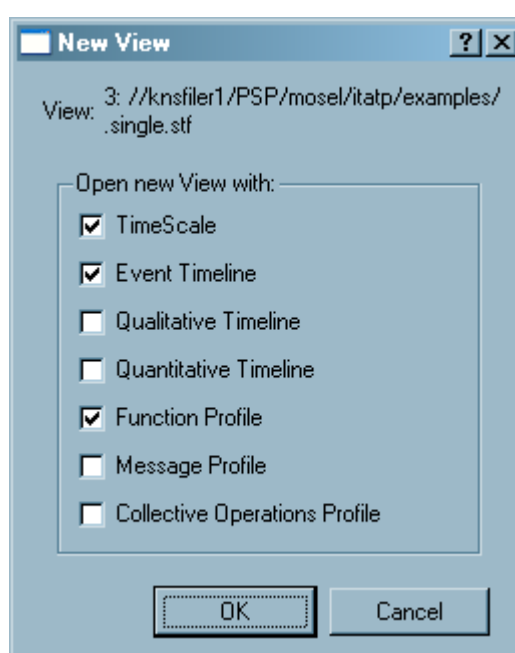 New View
View: 3: //knsfiler1/PSP/mosel/itatp/examples/
.single.stf
Open new View with:
TimeScale
Event Timeline
Qualitative Timeline
Quantitative Timeline
Function Profile
Message Profile
Collective Operations Profile
OK Cancel